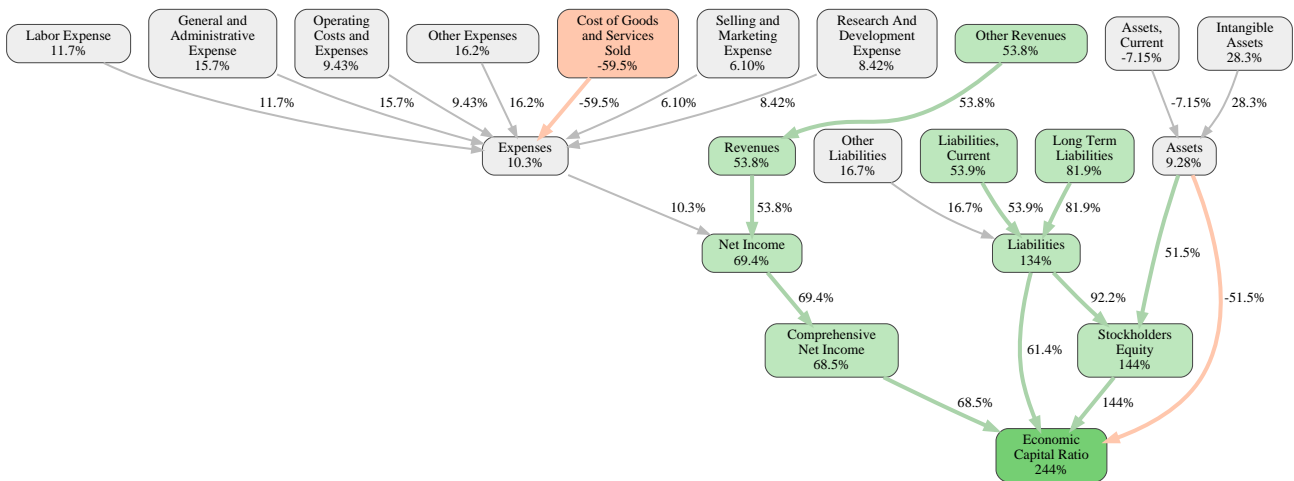 Labor Expense
11.7%
General and
Administrative
Expense
15.7%
Operating
Costs and
Expenses
9.43%
Other Expenses
16.2%
Cost of Goods
and Services
Sold
-59.5%
Selling and
Marketing
Expense
6.10%
Research And
Development
Expense
8.42%
Other Revenues
53.8%
Assets,
Current
-7.15%
Intangible
Assets
28.3%
11.7%
15.7%
9.43%
16.2%
-59.5%
6.10%
8.42%
53.8%
-7.15%
28.3%
Expenses
10.3%
Revenues
53.8%
Other
Liabilities
16.7%
Liabilities,
Current
53.9%
Long Term
Liabilities
81.9%
Assets
9.28%
10.3%
53.8%
16.7%
53.9%
81.9%
Net Income
69.4%
Liabilities
134%
51.5%
-51.5%
69.4%
92.2%
Comprehensive
Net Income
68.5%
61.4%
Stockholders
Equity
144%
68.5%
144%
Economic
Capital Ratio
244%